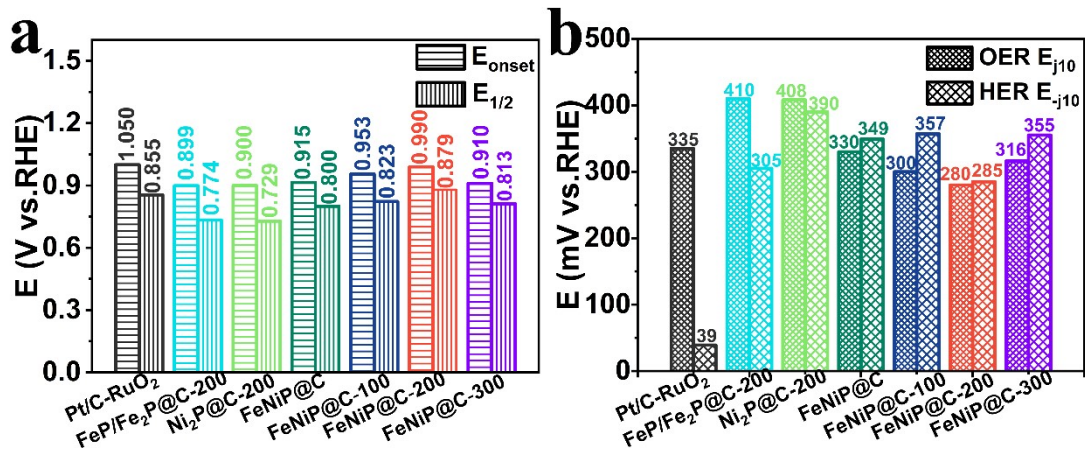 a
E (V vs.RHE)
1.5
1.2
0.9
0.6
0.3
0.0
E_onset
E_1/2
1.050
0.855
0.899
0.774
0.900
0.729
0.915
0.800
0.953
0.823
0.990
0.879
0.910
0.813
Pt/C-RuO₂
FeP/Fe₂P@C-200
Ni₂P@C-200
FeNiP@C
FeNiP@C-100
FeNiP@C-200
FeNiP@C-300
b
E (mV vs.RHE)
500
400
300
200
100
0
OER E_j10
HER E_-j10
335
39
410
305
408
390
330
349
300
357
280
285
316
355
Pt/C-RuO₂
FeP/Fe₂P@C-200
Ni₂P@C-200
FeNiP@C
FeNiP@C-100
FeNiP@C-200
FeNiP@C-300